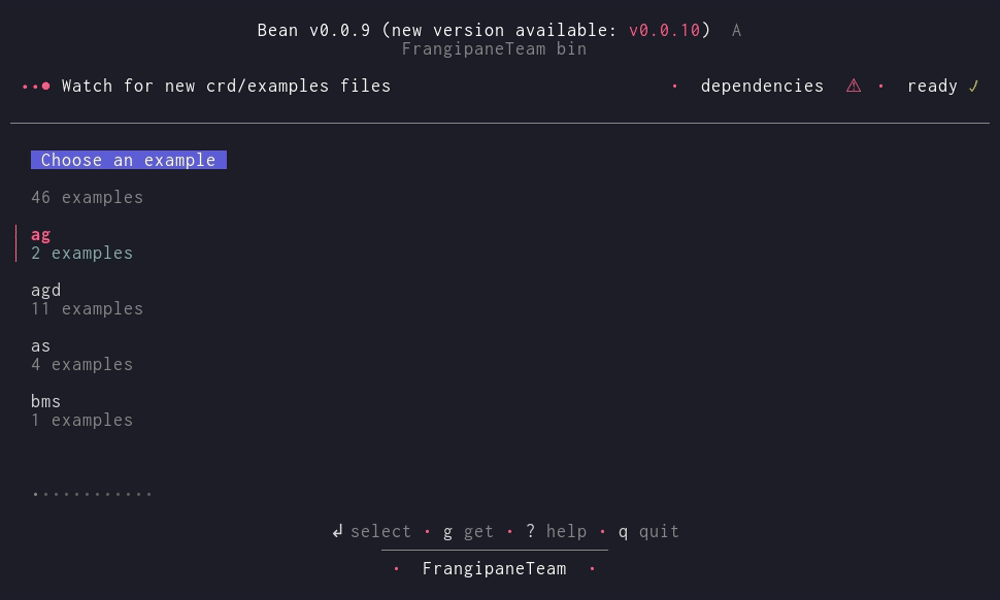 Bean v0.0.9 (new version available: v0.0.10) A
FrangipaneTeam bin
••● Watch for new crd/examples files • dependencies ⚠ • ready ✓
Choose an example
46 examples
ag
2 examples
agd
11 examples
as
4 examples
bms
1 examples
••••••••••••
↲ select • g get • ? help • q quit
• FrangipaneTeam •